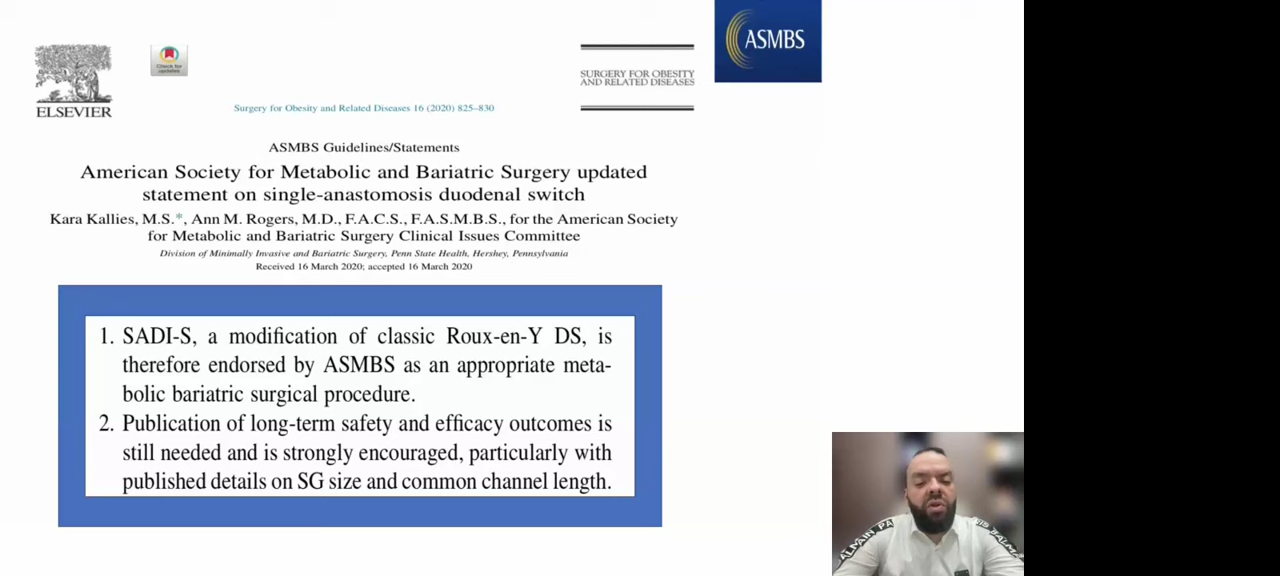 ASMBS
Check for
updates
SURGERY FOR OBESITY
AND RELATED DISEASES
ELSEVIER
Surgery for Obesity and Related Diseases 16 (2020) 825–830
ASMBS Guidelines/Statements
American Society for Metabolic and Bariatric Surgery updated
statement on single-anastomosis duodenal switch
Kara Kallies, M.S.*, Ann M. Rogers, M.D., F.A.C.S., F.A.S.M.B.S., for the American Society
for Metabolic and Bariatric Surgery Clinical Issues Committee
Division of Minimally Invasive and Bariatric Surgery, Penn State Health, Hershey, Pennsylvania
Received 16 March 2020; accepted 16 March 2020
1. SADI-S, a modification of classic Roux-en-Y DS, is
therefore endorsed by ASMBS as an appropriate meta-
bolic bariatric surgical procedure.
2. Publication of long-term safety and efficacy outcomes is
still needed and is strongly encouraged, particularly with
published details on SG size and common channel length.